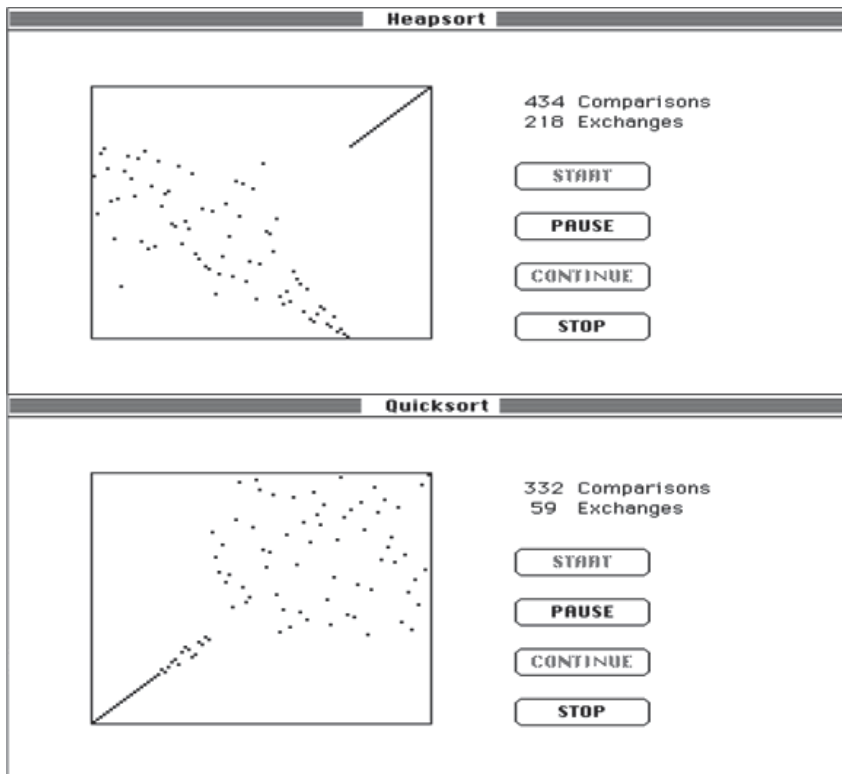 Heapsort
434 Comparisons
218 Exchanges
START
PAUSE
CONTINUE
STOP
Quicksort
332 Comparisons
59 Exchanges
START
PAUSE
CONTINUE
STOP